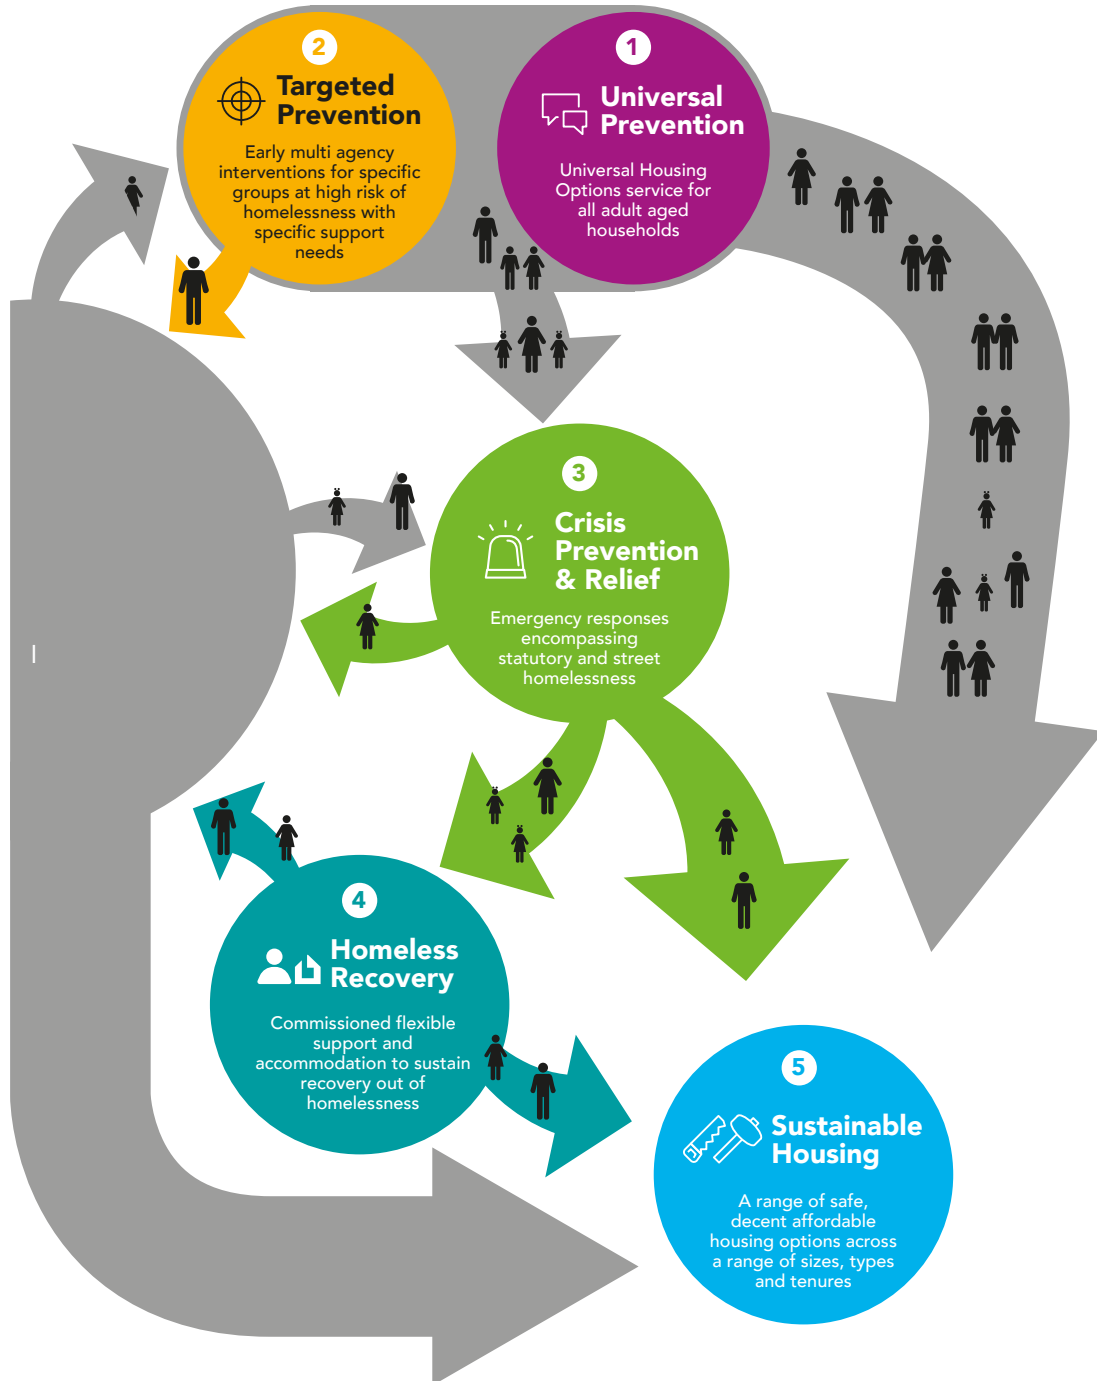 2
Targeted
Prevention
Early multi agency
interventions for specific
groups at high risk of
homelessness with
specific support
needs
1
Universal
Prevention
Universal Housing
Options service for
all adult aged
households
3
Crisis
Prevention
& Relief
Emergency responses
encompassing
statutory and street
homelessness
4
Homeless
Recovery
Commissioned flexible
support and
accommodation to sustain
recovery out of
homelessness
5
Sustainable
Housing
A range of safe,
decent affordable
housing options across
a range of sizes, types
and tenures